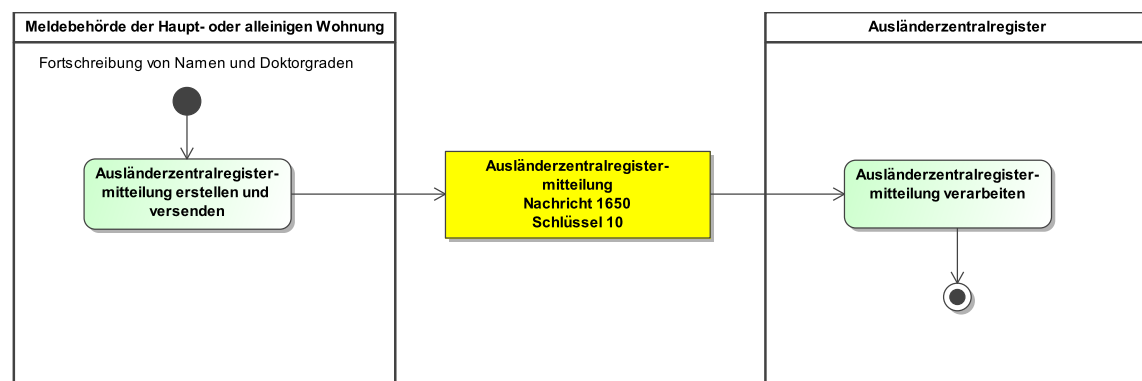 Meldebehörde der Haupt- oder alleinigen Wohnung
Fortschreibung von Namen und Doktorgraden
Ausländerzentralregister-
mitteilung erstellen und
versenden
Ausländerzentralregister-
mitteilung
Nachricht 1650
Schlüssel 10
Ausländerzentralregister
Ausländerzentralregister-
mitteilung verarbeiten